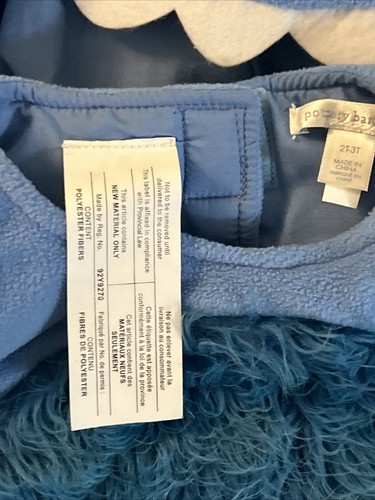 pottery bar
2T-3T
MADE IN
CHINA
Not to be removed until
delivered to the consumer
This label is affixed in compliance
with Provincial Law
This article contains
NEW MATERIAL ONLY
Made by Reg. No. 92Y9270
CONTENT
POLYESTER FIBERS
Ne pas enlever avant la
livraison au consommateur
Cette étiquette est apposée
conformément à la loi de la province
Cet article contient des
MATÉRIAUX NEUFS
SEULEMENT
Fabriqué par No. de permis :
CONTENU
FIBRES DE POLYESTER